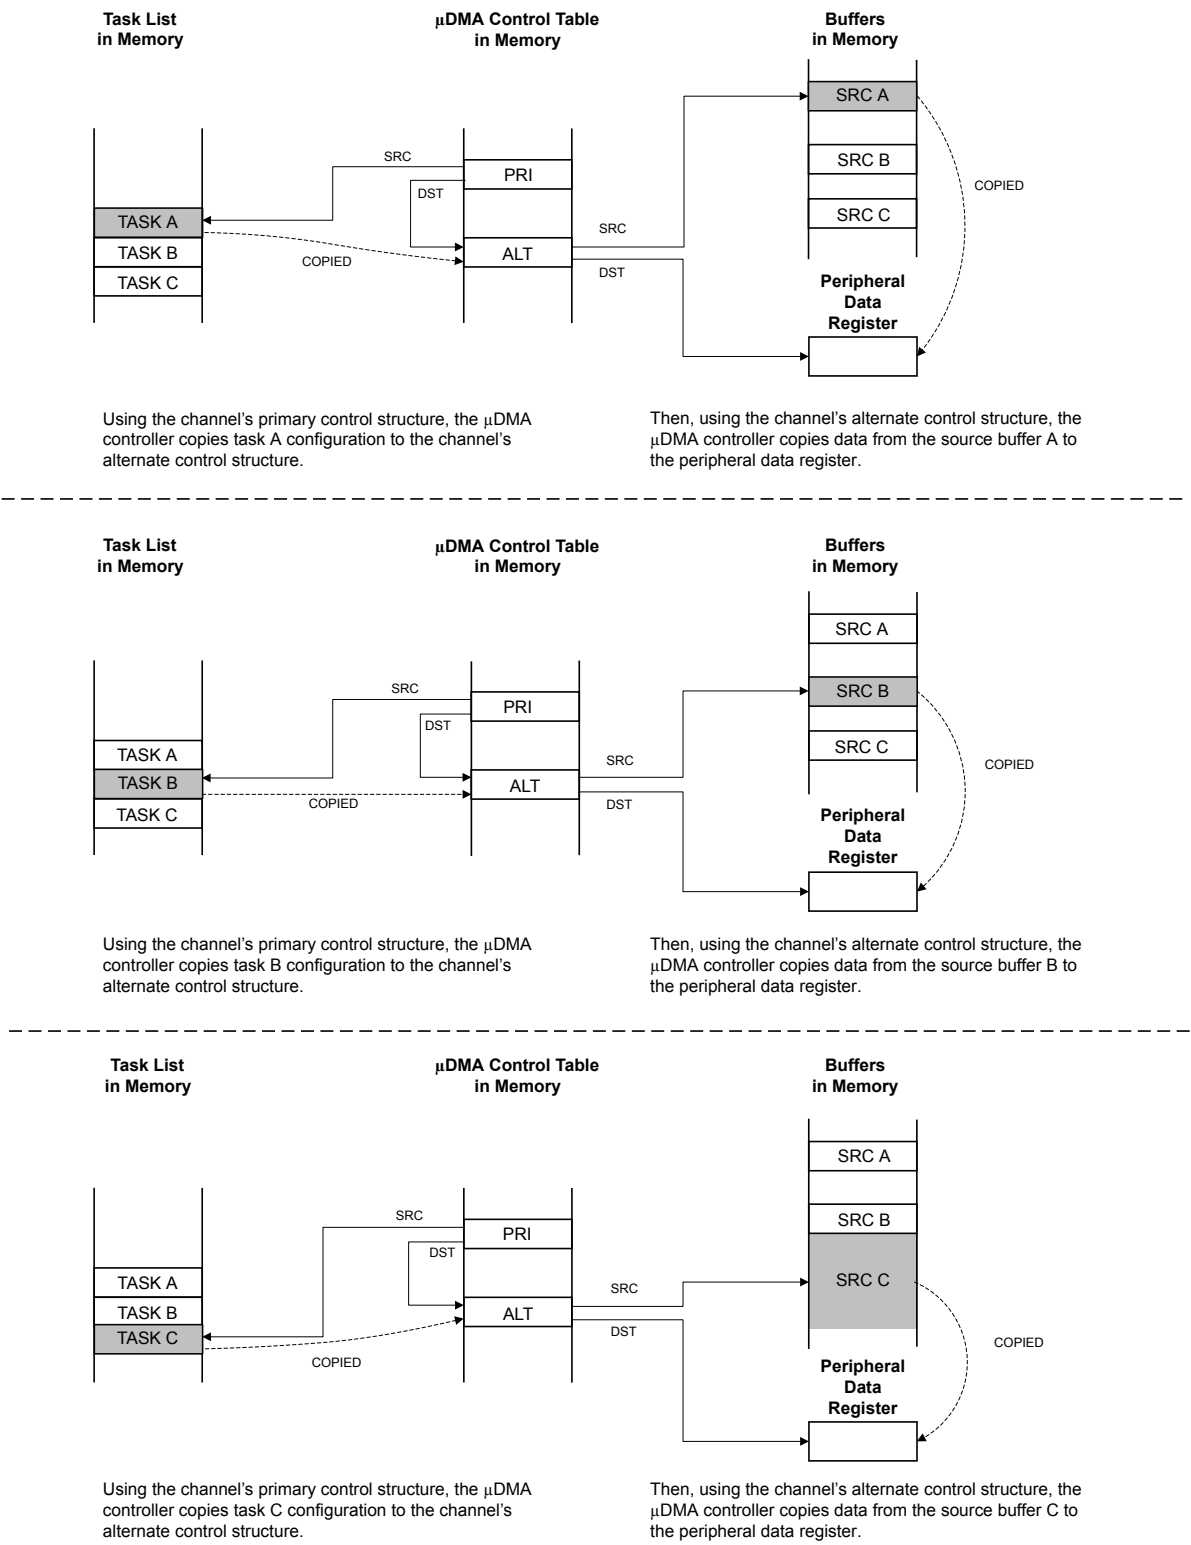 Task List
in Memory
μDMA Control Table
in Memory
Buffers
in Memory
SRC A
SRC B
SRC C
COPIED
SRC
PRI
DST
TASK A
TASK B
TASK C
COPIED
ALT
SRC
DST
Peripheral
Data
Register
Using the channel's primary control structure, the μDMA
controller copies task A configuration to the channel's
alternate control structure.
Then, using the channel's alternate control structure, the
μDMA controller copies data from the source buffer A to
the peripheral data register.
Task List
in Memory
μDMA Control Table
in Memory
Buffers
in Memory
SRC A
SRC B
SRC C
COPIED
SRC
PRI
DST
TASK A
TASK B
TASK C
COPIED
ALT
SRC
DST
Peripheral
Data
Register
Using the channel's primary control structure, the μDMA
controller copies task B configuration to the channel's
alternate control structure.
Then, using the channel's alternate control structure, the
μDMA controller copies data from the source buffer B to
the peripheral data register.
Task List
in Memory
μDMA Control Table
in Memory
Buffers
in Memory
SRC A
SRC B
SRC C
COPIED
SRC
PRI
DST
TASK A
TASK B
TASK C
COPIED
ALT
SRC
DST
Peripheral
Data
Register
Using the channel's primary control structure, the μDMA
controller copies task C configuration to the channel's
alternate control structure.
Then, using the channel's alternate control structure, the
μDMA controller copies data from the source buffer C to
the peripheral data register.